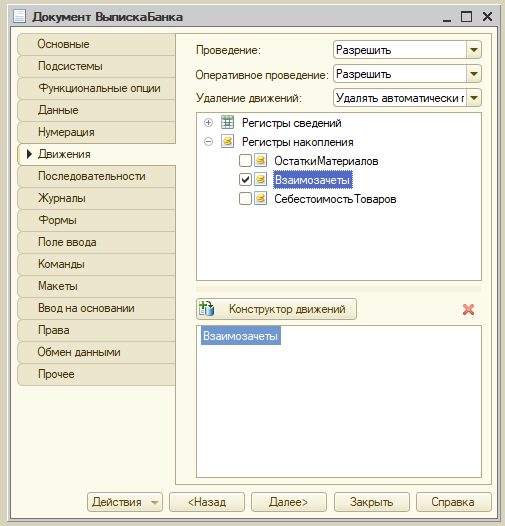 Документ ВыпискаБанка
Основные
Подсистемы
Функциональные опции
Данные
Нумерация
Движения
Последовательности
Журналы
Формы
Поле ввода
Команды
Макеты
Ввод на основании
Права
Обмен данными
Прочее
Проведение: Разрешить
Оперативное проведение: Разрешить
Удаление движений: Удалять автоматически г
Регистры сведений
Регистры накопления
ОстаткиМатериалов
Взаимозачеты
СебестоимостьТоваров
Конструктор движений
Взаимозачеты
Действия <Назад Далее> Закрыть Справка